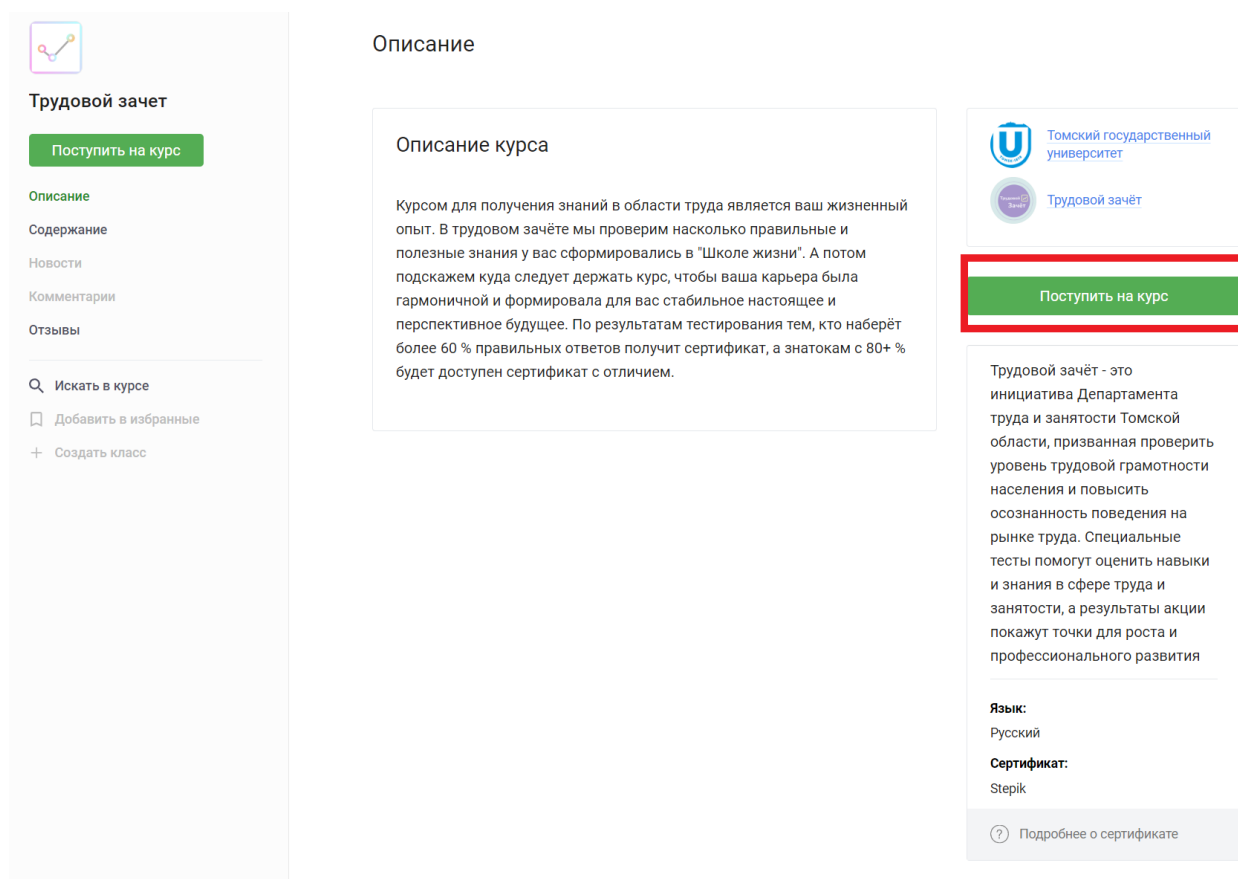 Трудовой зачет
Поступить на курс
Описание
Содержание
Новости
Комментарии
Отзывы
Искать в курсе
Добавить в избранные
Создать класс
Описание
Описание курса
Курсом для получения знаний в области труда является ваш жизненный
опыт. В трудовом зачёте мы проверим насколько правильные и
полезные знания у вас сформировались в "Школе жизни". А потом
подскажем куда следует держать курс, чтобы ваша карьера была
гармоничной и формировала для вас стабильное настоящее и
перспективное будущее. По результатам тестирования тем, кто наберёт
более 60 % правильных ответов получит сертификат, а знатокам с 80+ %
будет доступен сертификат с отличием.
Томский государственный
университет
Трудовой зачёт
Поступить на курс
Трудовой зачёт - это
инициатива Департамента
труда и занятости Томской
области, призванная проверить
уровень трудовой грамотности
населения и повысить
осознанность поведения на
рынке труда. Специальные
тесты помогут оценить навыки
и знания в сфере труда и
занятости, а результаты акции
покажут точки для роста и
профессионального развития
Язык:
Русский
Сертификат:
Stepik
Подробнее о сертификате